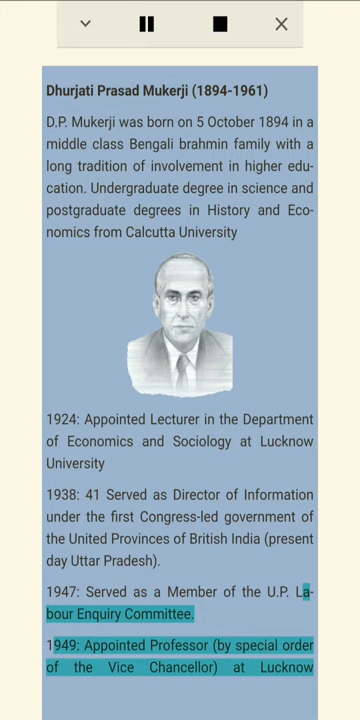 Dhurjati Prasad Mukerji (1894-1961)
D.P. Mukerji was born on 5 October 1894 in a
middle class Bengali brahmin family with a
long tradition of involvement in higher edu-
cation. Undergraduate degree in science and
postgraduate degrees in History and Eco-
nomics from Calcutta University
1924: Appointed Lecturer in the Department
of Economics and Sociology at Lucknow
University
1938: 41 Served as Director of Information
under the first Congress-led government of
the United Provinces of British India (present
day Uttar Pradesh).
1947: Served as a Member of the U.P. La-
bour Enquiry Committee.
1949: Appointed Professor (by special order
of the Vice Chancellor) at Lucknow